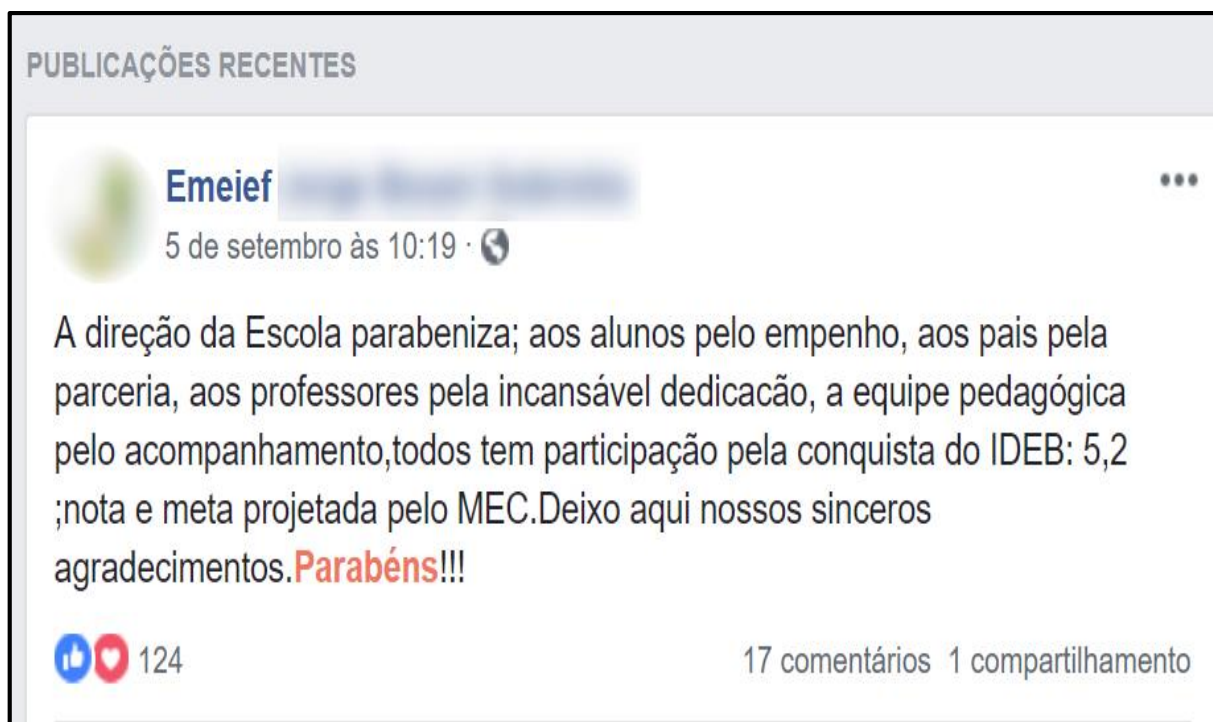 PUBLICAÇÕES RECENTES
Emeief
5 de setembro às 10:19 ·
A direção da Escola parabeniza; aos alunos pelo empenho, aos pais pela
parceria, aos professores pela incansável dedicacão, a equipe pedagógica
pelo acompanhamento,todos tem participação pela conquista do IDEB: 5,2
;nota e meta projetada pelo MEC.Deixo aqui nossos sinceros
agradecimentos.Parabéns!!!
124
17 comentários 1 compartilhamento